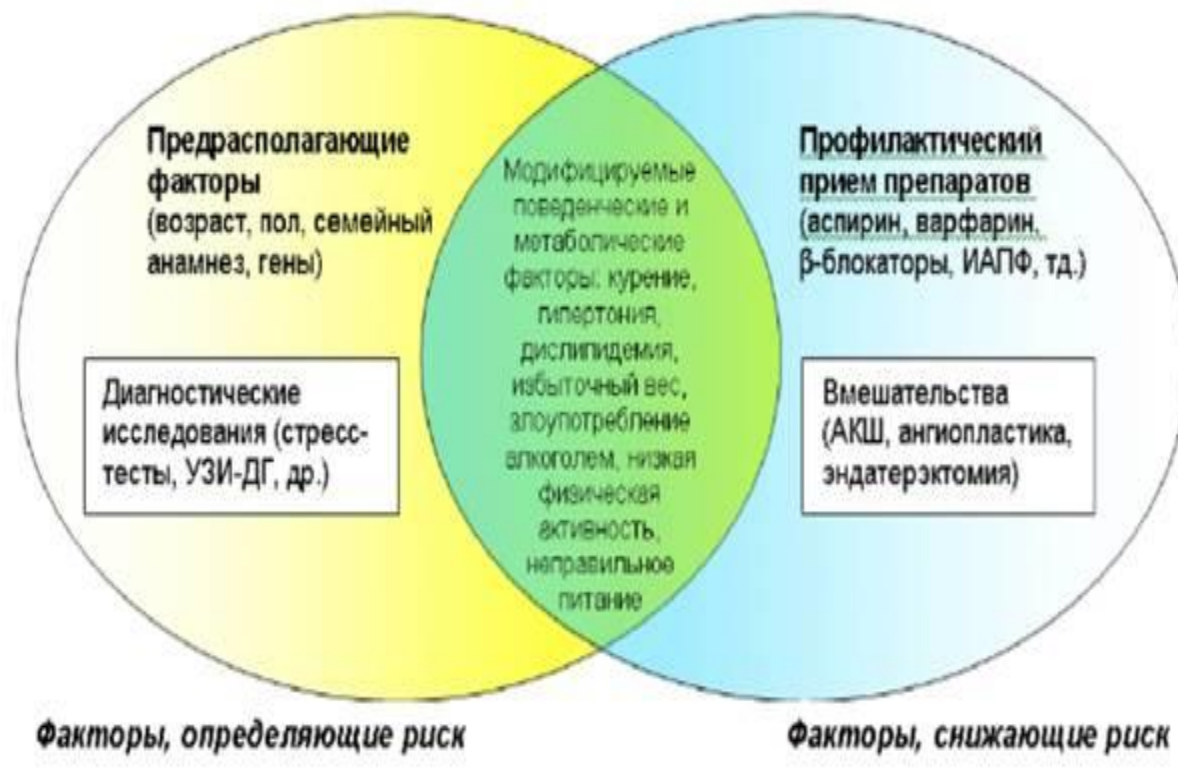 Предрасполагающие
факторы
(возраст, пол, семейный
анамнез, гены)
Диагностические
исследования (стресс-
тесты, УЗИ-ДГ, др.)
Модифицируемые
поведенческие и
метаболические
факторы: курение,
гипертония,
дислипидемия,
избыточный вес,
злоупотребление
алкоголем, низкая
физическая
активность,
неправильное
питание
Профилактический
прием препаратов
(аспирин, варфарин,
β-блокаторы, ИАПФ, тд.)
Вмешательства
(АКШ, ангиопластика,
эндатерэктомия)
Факторы, определяющие риск
Факторы, снижающие риск